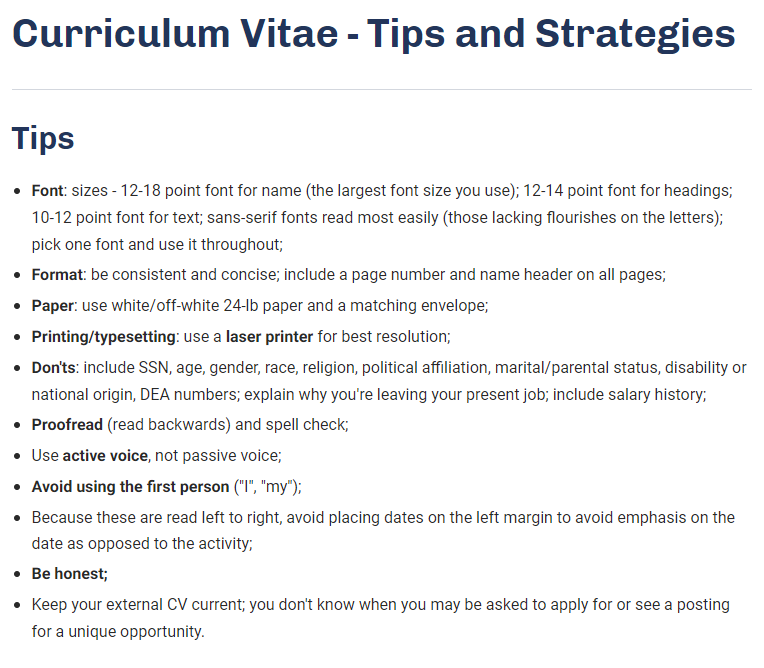 Curriculum Vitae - Tips and Strategies
Tips
Font: sizes - 12-18 point font for name (the largest font size you use); 12-14 point font for headings;
10-12 point font for text; sans-serif fonts read most easily (those lacking flourishes on the letters);
pick one font and use it throughout;
Format: be consistent and concise; include a page number and name header on all pages;
Paper: use white/off-white 24-lb paper and a matching envelope;
Printing/typesetting: use a laser printer for best resolution;
Don'ts: include SSN, age, gender, race, religion, political affiliation, marital/parental status, disability or
national origin, DEA numbers; explain why you're leaving your present job; include salary history;
Proofread (read backwards) and spell check;
Use active voice, not passive voice;
Avoid using the first person ("I", "my");
Because these are read left to right, avoid placing dates on the left margin to avoid emphasis on the
date as opposed to the activity;
Be honest;
Keep your external CV current; you don't know when you may be asked to apply for or see a posting
for a unique opportunity.